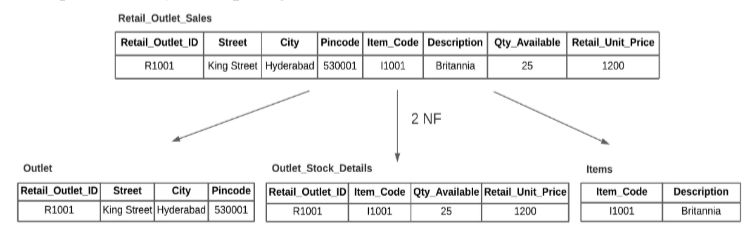 Retail_Outlet_Sales
Retail_Outlet_ID Street City Pincode Item_Code Description Qty_Available Retail_Unit_Price
R1001 King Street Hyderabad 530001 I1001 Britannia 25 1200
2 NF
Outlet
Retail_Outlet_ID Street City Pincode
R1001 King Street Hyderabad 530001
Outlet_Stock_Details
Retail_Outlet_ID Item_Code Qty_Available Retail_Unit_Price
R1001 I1001 25 1200
Items
Item_Code Description
I1001 Britannia